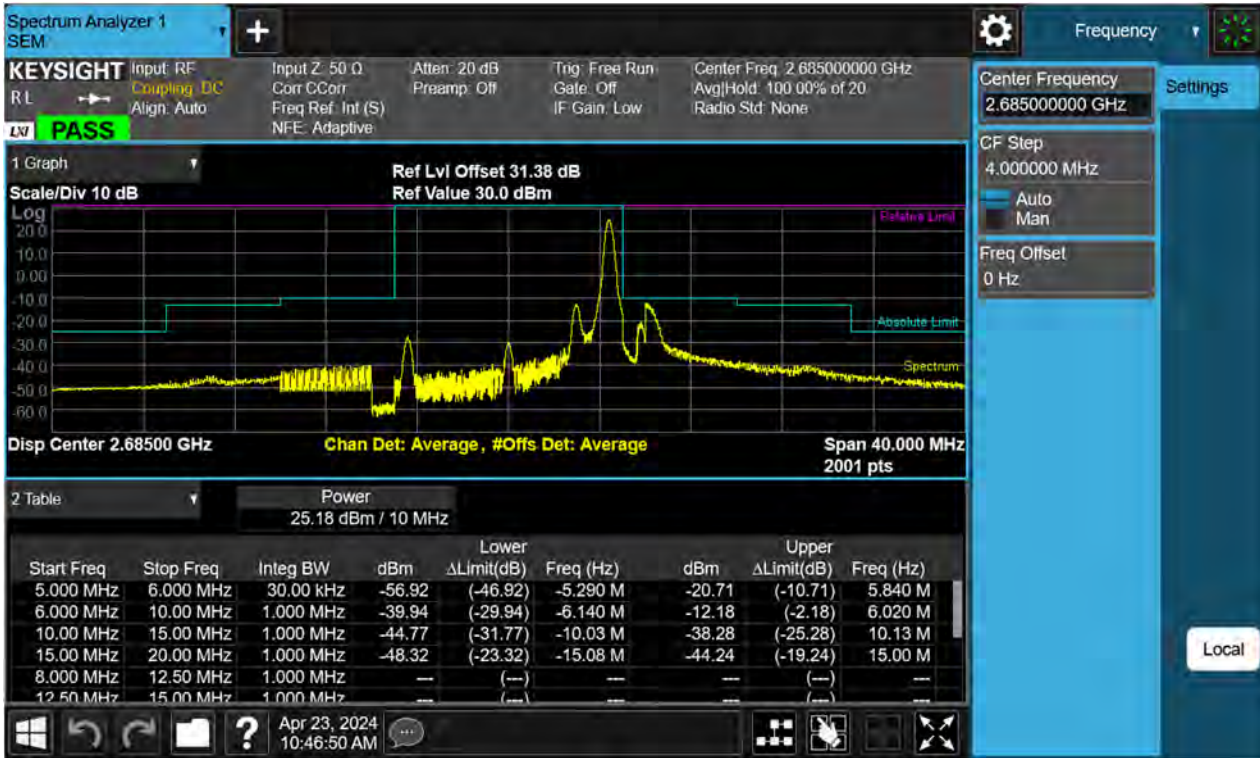 Spectrum Analyzer 1
SEM
+
Frequency
KEYSIGHT
RL
LXI
PASS
Input: RF
Coupling: DC
Align: Auto
Input Z: 50 Ω
Corr CCorr
Freq Ref: Int (S)
NFE: Adaptive
Atten: 20 dB
Preamp: Off
Trig: Free Run
Gate: Off
IF Gain: Low
Center Freq: 2.685000000 GHz
Avg|Hold: 100.00% of 20
Radio Std: None
Center Frequency
2.685000000 GHz
Settings
CF Step
4.000000 MHz
Auto
Man
Freq Offset
0 Hz
Local
1 Graph
Scale/Div 10 dB
Ref Lvl Offset 31.38 dB
Ref Value 30.0 dBm
Log
20.0
10.0
0.00
-10.0
-20.0
-30.0
-40.0
-50.0
-60.0
Relative Limit
Absolute Limit
Spectrum
Disp Center 2.68500 GHz
Chan Det: Average , #Offs Det: Average
Span 40.000 MHz
2001 pts
2 Table
Power
25.18 dBm / 10 MHz
Lower Upper
Start Freq Stop Freq Integ BW dBm ΔLimit(dB) Freq (Hz) dBm ΔLimit(dB) Freq (Hz)
5.000 MHz 6.000 MHz 30.00 kHz -56.92 (-46.92) -5.290 M -20.71 (-10.71) 5.840 M
6.000 MHz 10.00 MHz 1.000 MHz -39.94 (-29.94) -6.140 M -12.18 (-2.18) 6.020 M
10.00 MHz 15.00 MHz 1.000 MHz -44.77 (-31.77) -10.03 M -38.28 (-25.28) 10.13 M
15.00 MHz 20.00 MHz 1.000 MHz -48.32 (-23.32) -15.08 M -44.24 (-19.24) 15.00 M
8.000 MHz 12.50 MHz 1.000 MHz --- (---) --- --- (---) ---
12.50 MHz 15.00 MHz 1.000 MHz --- (---) --- --- (---) ---
?
Apr 23, 2024
10:46:50 AM